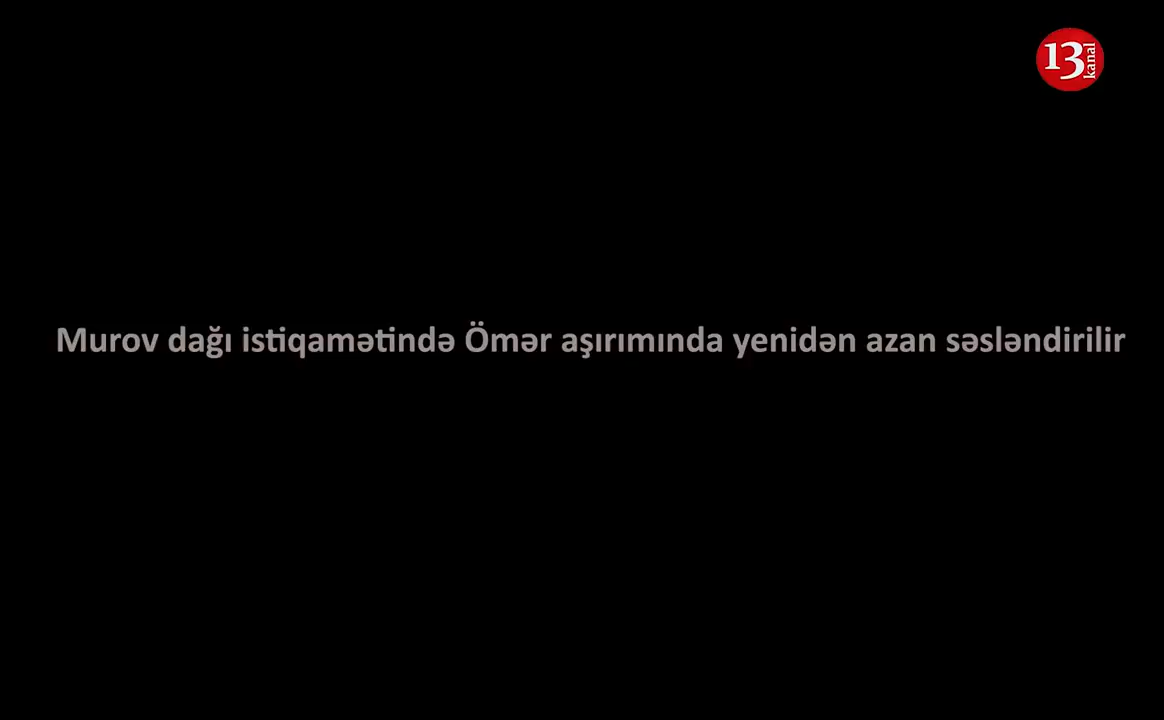 13 kanal
Murov dağı istiqamətində Ömər aşırımında yenidən azan səsləndirilir